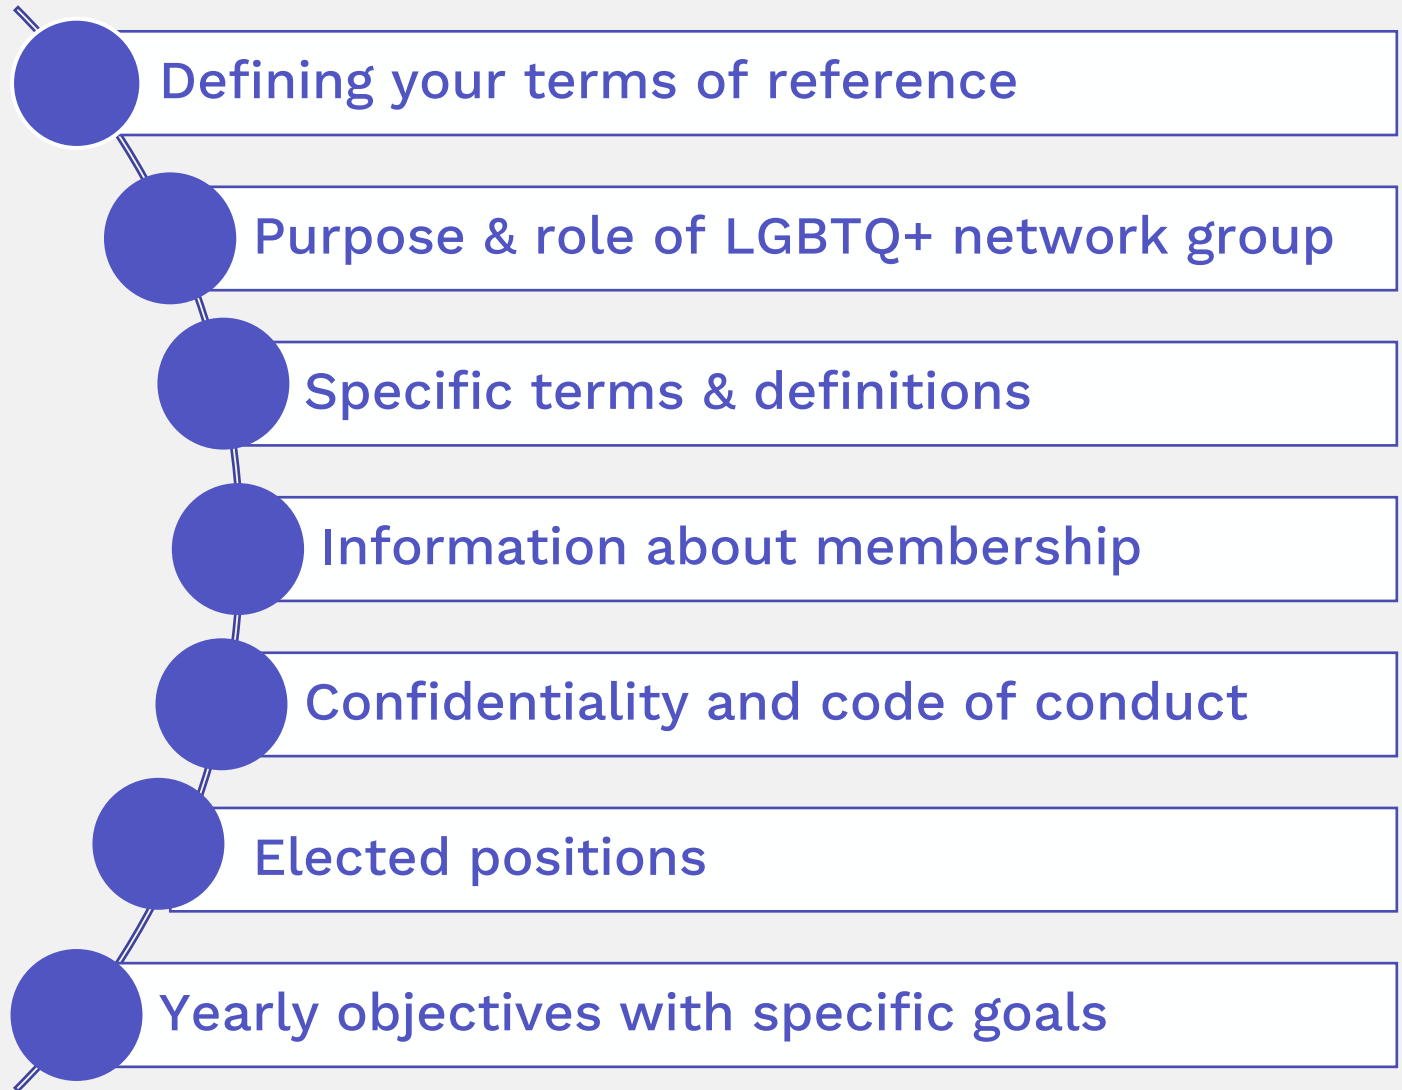 Defining your terms of reference
Purpose & role of LGBTQ+ network group
Specific terms & definitions
Information about membership
Confidentiality and code of conduct
Elected positions
Yearly objectives with specific goals